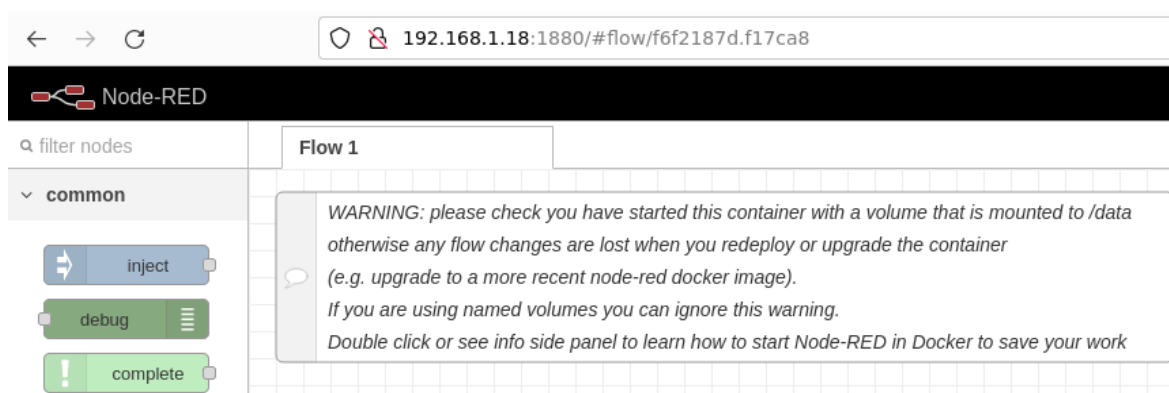 192.168.1.18:1880/#flow/f6f2187d.f17ca8
Node-RED
filter nodes
Flow 1
common
WARNING: please check you have started this container with a volume that is mounted to /data
otherwise any flow changes are lost when you redeploy or upgrade the container
(e.g. upgrade to a more recent node-red docker image).
If you are using named volumes you can ignore this warning.
Double click or see info side panel to learn how to start Node-RED in Docker to save your work
inject
debug
complete